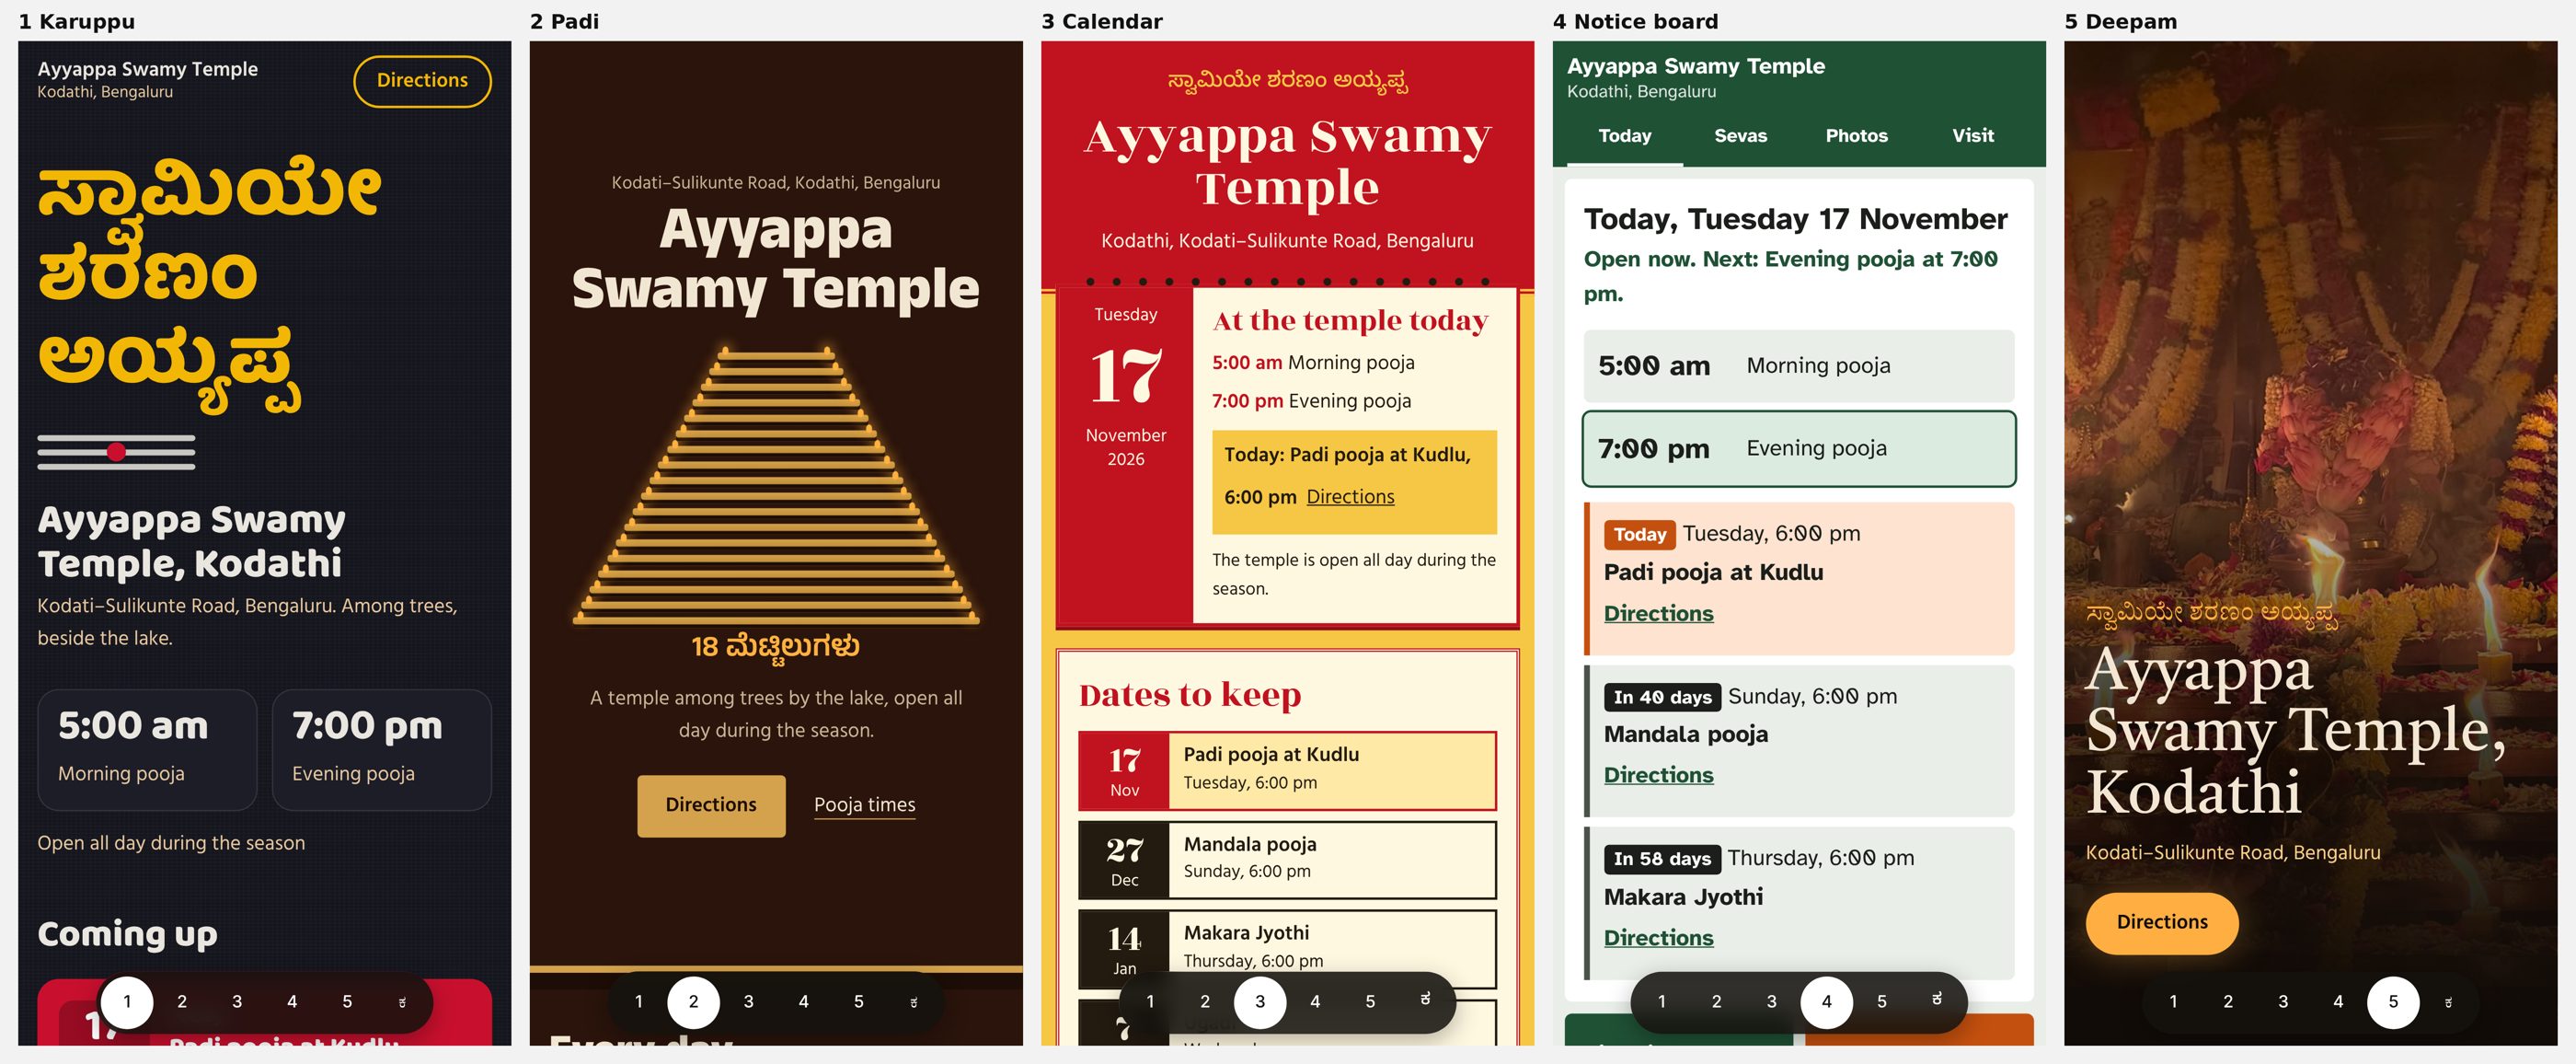 1 Karuppu
Ayyappa Swamy Temple
Kodathi, Bengaluru
Directions
ಸ್ವಾಮಿಯೇ
ಶರಣಂ
ಅಯ್ಯಪ್ಪ
Ayyappa Swamy
Temple, Kodathi
Kodati–Sulikunte Road, Bengaluru. Among trees,
beside the lake.
5:00 am
Morning pooja
7:00 pm
Evening pooja
Open all day during the season
Coming up
1 2 3 4 5 ಕ
2 Padi
Kodati–Sulikunte Road, Kodathi, Bengaluru
Ayyappa
Swamy Temple
18 ಮೆಟ್ಟಿಲುಗಳು
A temple among trees by the lake, open all
day during the season.
Directions
Pooja times
1 2 3 4 5 ಕ
3 Calendar
ಸ್ವಾಮಿಯೇ ಶರಣಂ ಅಯ್ಯಪ್ಪ
Ayyappa Swamy
Temple
Kodathi, Kodati–Sulikunte Road, Bengaluru
Tuesday
17
November
2026
At the temple today
5:00 am Morning pooja
7:00 pm Evening pooja
Today: Padi pooja at Kudlu,
6:00 pm Directions
The temple is open all day during the
season.
Dates to keep
17
Nov
Padi pooja at Kudlu
Tuesday, 6:00 pm
27
Dec
Mandala pooja
Sunday, 6:00 pm
14
Jan
Makara Jyothi
Thursday, 6:00 pm
1 2 3 4 5 ಕ
4 Notice board
Ayyappa Swamy Temple
Kodathi, Bengaluru
Today Sevas Photos Visit
Today, Tuesday 17 November
Open now. Next: Evening pooja at 7:00
pm.
5:00 am Morning pooja
7:00 pm Evening pooja
Today Tuesday, 6:00 pm
Padi pooja at Kudlu
Directions
In 40 days Sunday, 6:00 pm
Mandala pooja
Directions
In 58 days Thursday, 6:00 pm
Makara Jyothi
Directions
1 2 3 4 5 ಕ
5 Deepam
ಸ್ವಾಮಿಯೇ ಶರಣಂ ಅಯ್ಯಪ್ಪ
Ayyappa
Swamy Temple,
Kodathi
Kodati–Sulikunte Road, Bengaluru
Directions
1 2 3 4 5 ಕ